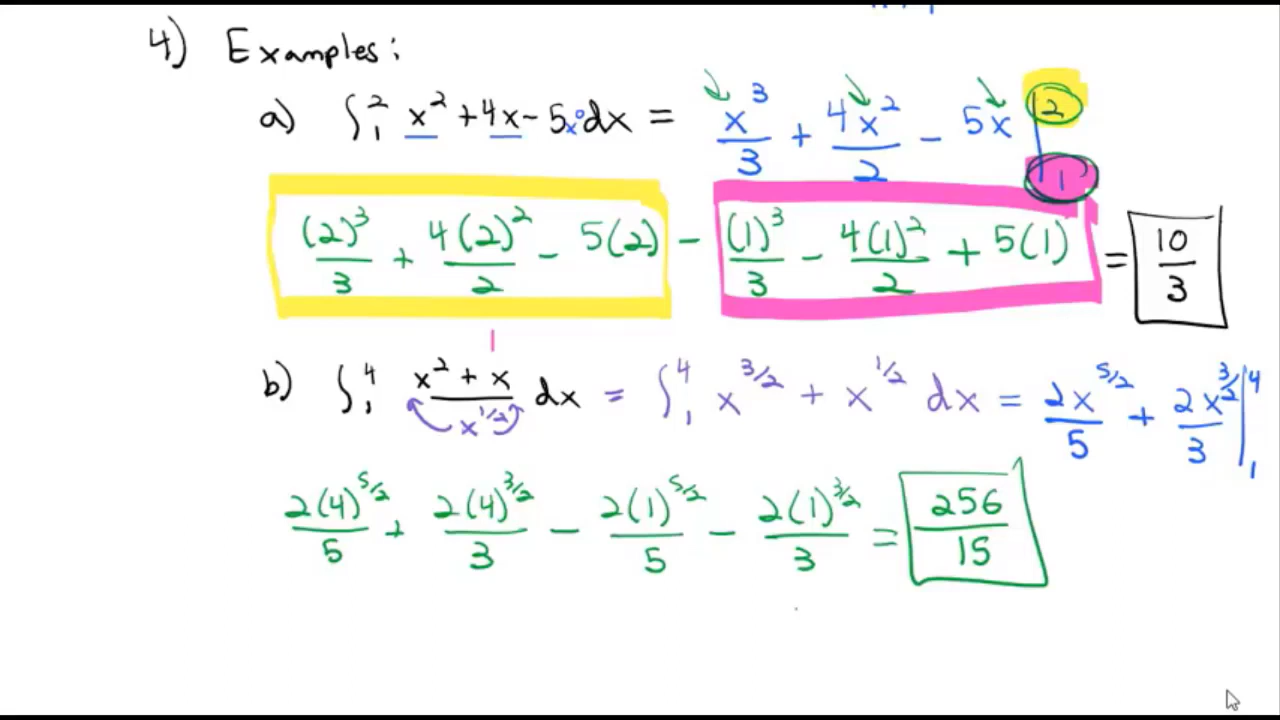 4) Examples:
a) ∫₁² x² + 4x - 5x⁰dx = x³/3 + 4x²/2 - 5x |₁²
(2)³/3 + 4(2)²/2 - 5(2) - (1)³/3 - 4(1)²/2 + 5(1) = 10/3
b) ∫₁⁴ (x² + x)/x^(1/2) dx = ∫₁⁴ x^(3/2) + x^(1/2) dx = 2x^(5/2)/5 + 2x^(3/2)/3 |₁⁴
2(4)^(5/2)/5 + 2(4)^(3/2)/3 - 2(1)^(5/2)/5 - 2(1)^(3/2)/3 = 256/15